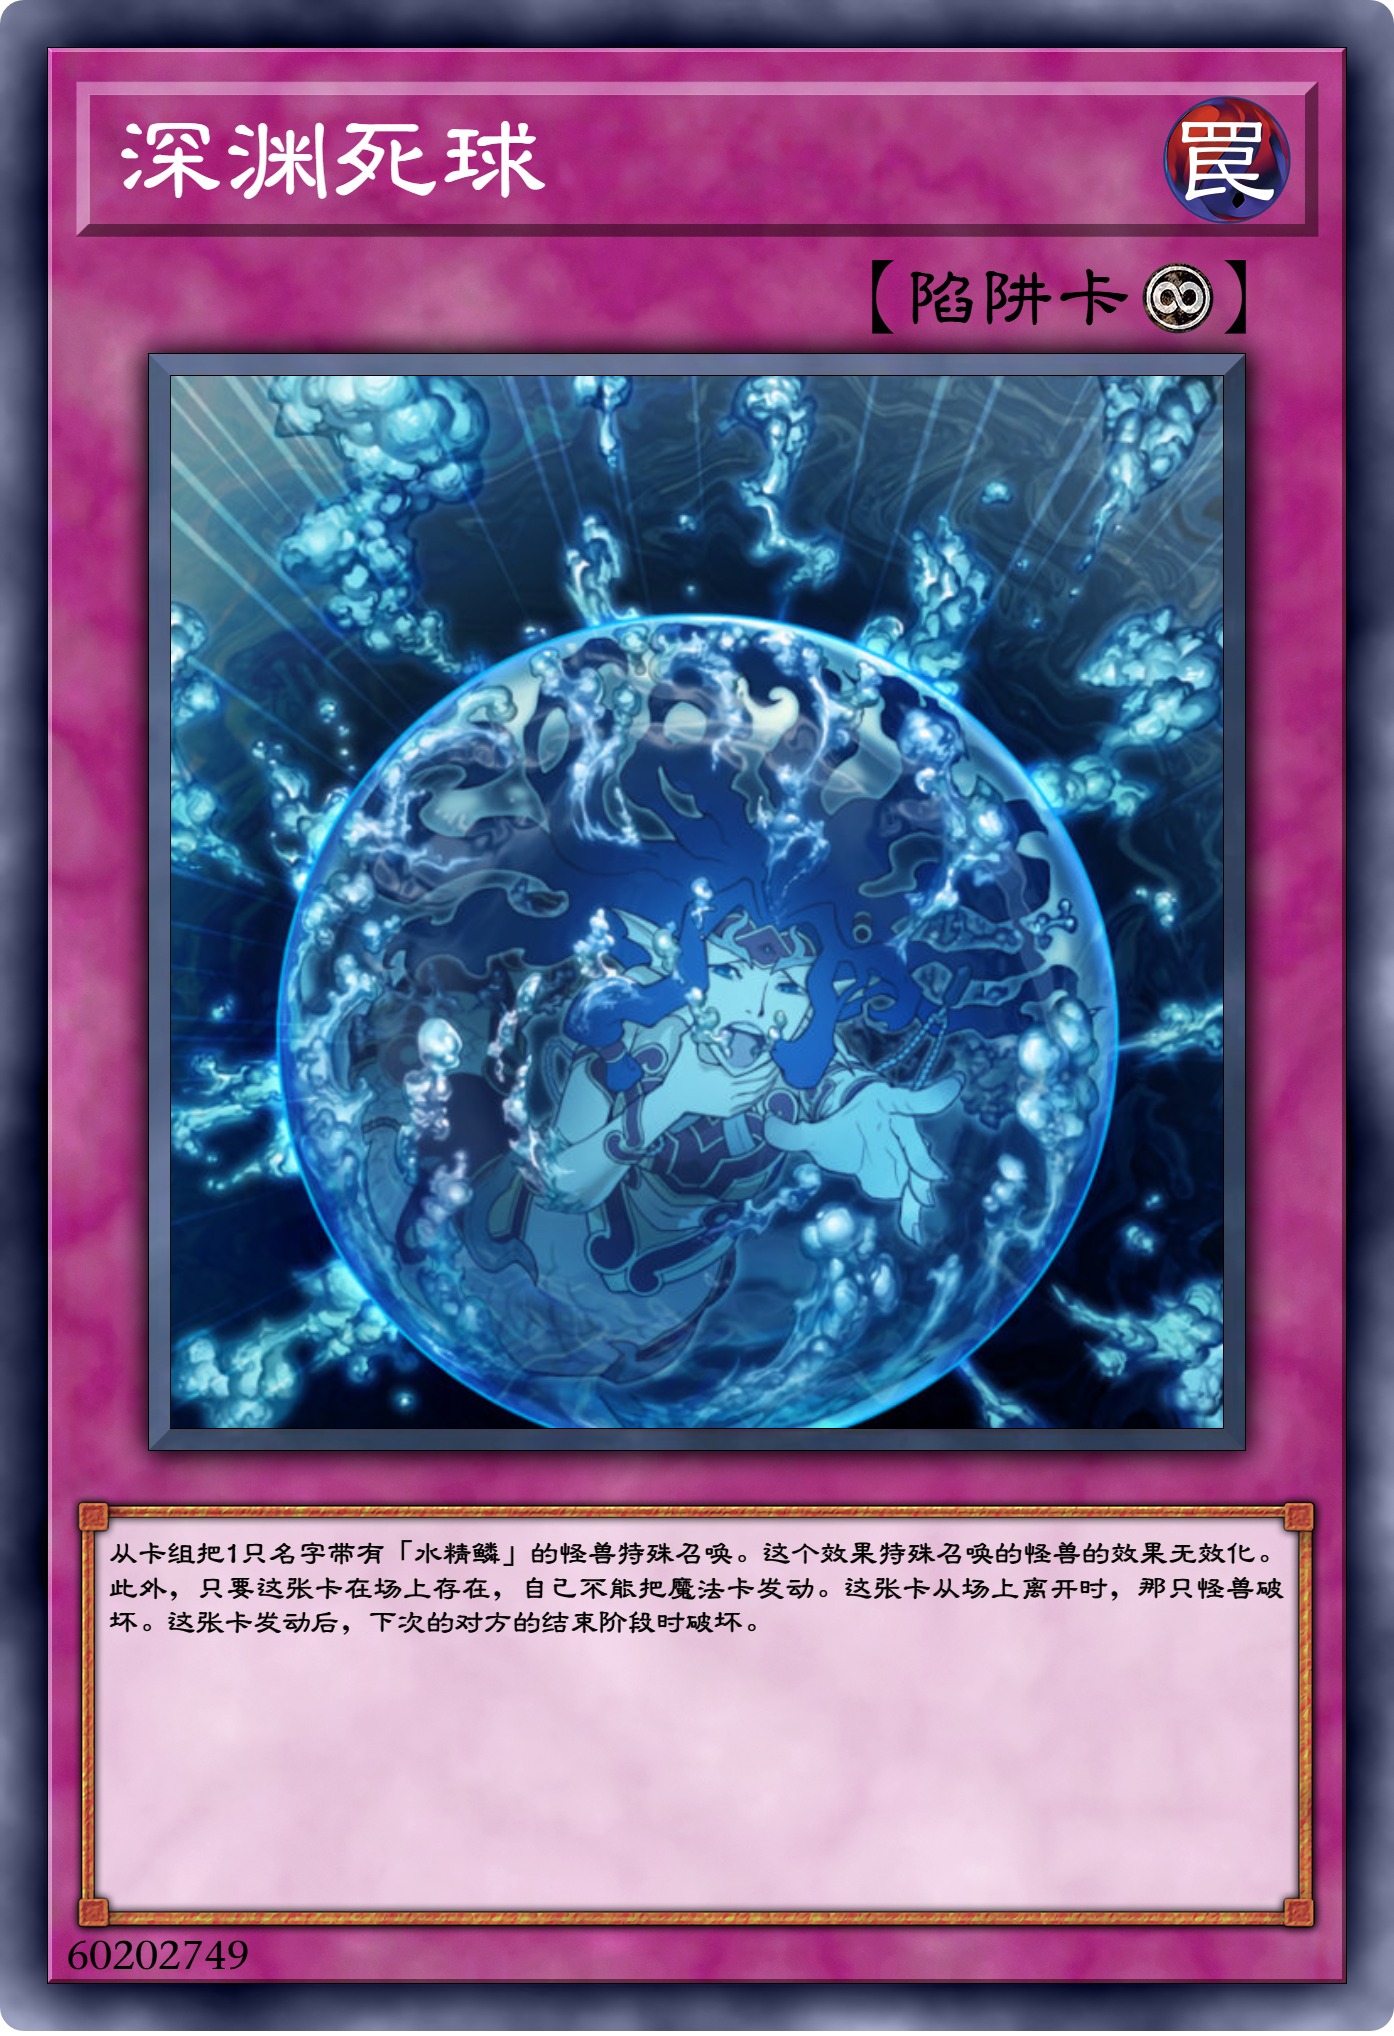 深渊死球
罠
【陷阱卡♾】
从卡组把1只名字带有「水精鳞」的怪兽特殊召唤。这个效果特殊召唤的怪兽的效果无效化。
此外，只要这张卡在场上存在，自己不能把魔法卡发动。这张卡从场上离开时，那只怪兽破
坏。这张卡发动后，下次的对方的结束阶段时破坏。
60202749